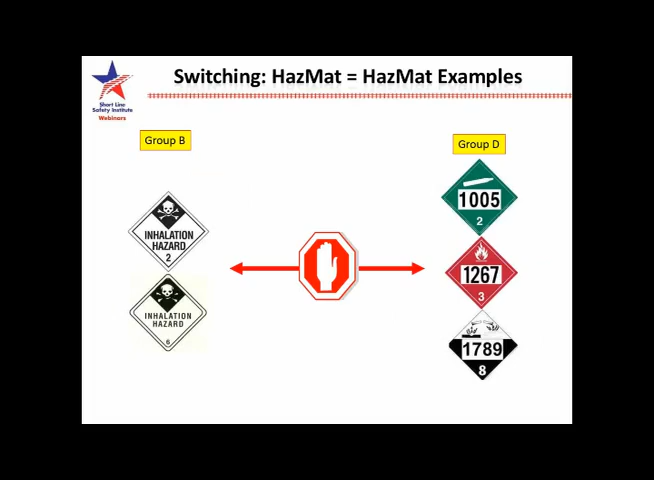 Switching: HazMat = HazMat Examples
Short Line
Safety Institute
Webinars
Group B
Group D
INHALATION
HAZARD
2
INHALATION
HAZARD
6
1005
2
1267
3
1789
8